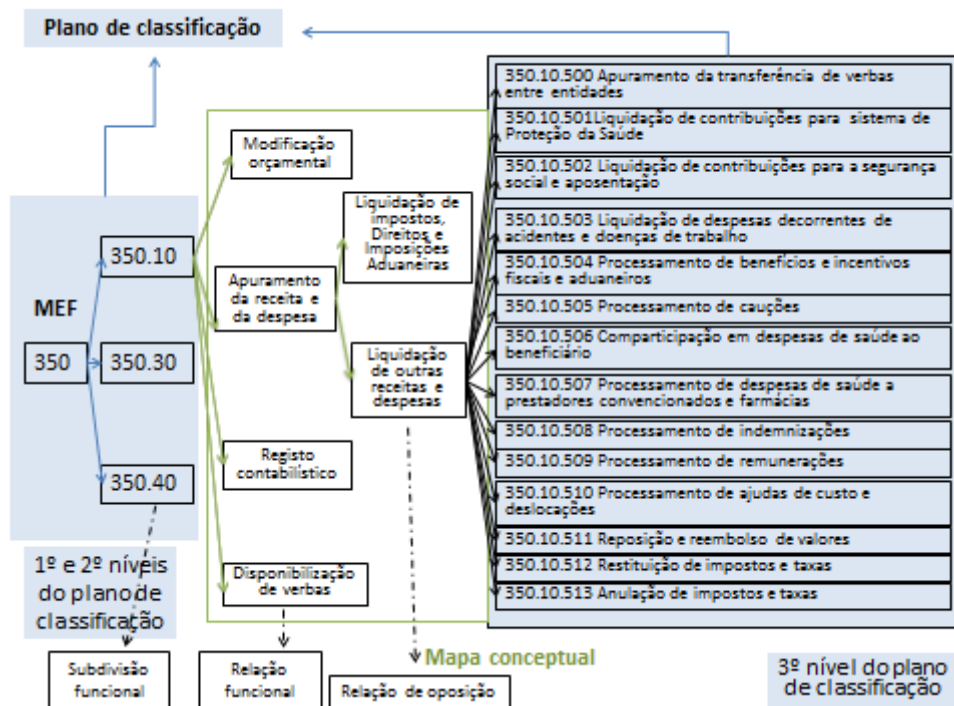 Plano de classificação
MEF
350
350.10
350.30
350.40
1º e 2º níveis
do plano de
classificação
Modificação
orçamental
Apuramento
da receita e
da despesa
Registo
contabilístico
Disponibilização
de verbas
Liquidação de
impostos,
Direitos e
Imposições
Aduaneiras
Liquidação
de outras
receitas e
despesas
350.10.500 Apuramento da transferência de verbas
entre entidades
350.10.501Liquidação de contribuições para sistema de
Proteção da Saúde
350.10.502 Liquidação de contribuições para a segurança
social e aposentação
350.10.503 Liquidação de despesas decorrentes de
acidentes e doenças de trabalho
350.10.504 Processamento de benefícios e incentivos
fiscais e aduaneiros
350.10.505 Processamento de cauções
350.10.506 Comparticipação em despesas de saúde ao
beneficiário
350.10.507 Processamento de despesas de saúde a
prestadores convencionados e farmácias
350.10.508 Processamento de indemnizações
350.10.509 Processamento de remunerações
350.10.510 Processamento de ajudas de custo e
deslocações
350.10.511 Reposição e reembolso de valores
350.10.512 Restituição de impostos e taxas
350.10.513 Anulação de impostos e taxas
Mapa conceptual
Subdivisão
funcional
Relação
funcional
Relação de oposição
3º nível do plano
de classificação